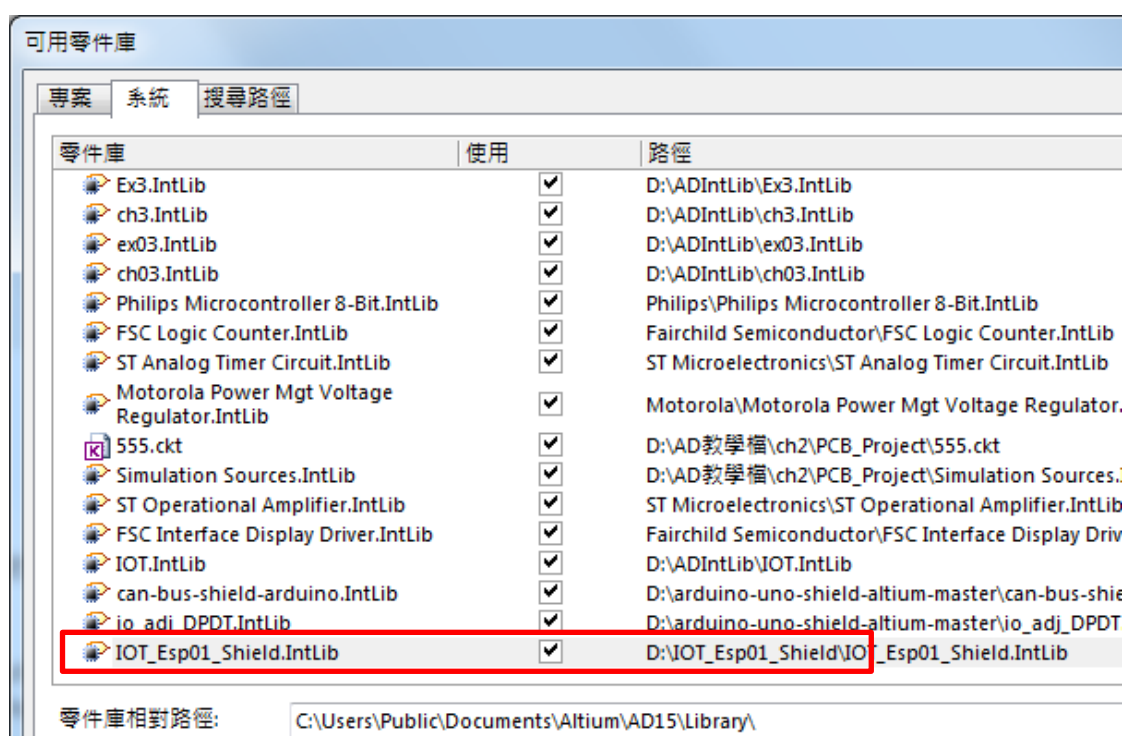 可用零件庫
專案 系統 搜尋路徑
零件庫 使用 路徑
Ex3.IntLib D:\ADIntLib\Ex3.IntLib
ch3.IntLib D:\ADIntLib\ch3.IntLib
ex03.IntLib D:\ADIntLib\ex03.IntLib
ch03.IntLib D:\ADIntLib\ch03.IntLib
Philips Microcontroller 8-Bit.IntLib Philips\Philips Microcontroller 8-Bit.IntLib
FSC Logic Counter.IntLib Fairchild Semiconductor\FSC Logic Counter.IntLib
ST Analog Timer Circuit.IntLib ST Microelectronics\ST Analog Timer Circuit.IntLib
Motorola Power Mgt Voltage
Regulator.IntLib Motorola\Motorola Power Mgt Voltage Regulator.
555.ckt D:\AD教學檔\ch2\PCB_Project\555.ckt
Simulation Sources.IntLib D:\AD教學檔\ch2\PCB_Project\Simulation Sources.
ST Operational Amplifier.IntLib ST Microelectronics\ST Operational Amplifier.IntLib
FSC Interface Display Driver.IntLib Fairchild Semiconductor\FSC Interface Display Driv
IOT.IntLib D:\ADIntLib\IOT.IntLib
can-bus-shield-arduino.IntLib D:\arduino-uno-shield-altium-master\can-bus-shie
io_adj_DPDT.IntLib D:\arduino-uno-shield-altium-master\io_adj_DPDT
IOT_Esp01_Shield.IntLib D:\IOT_Esp01_Shield\IOT_Esp01_Shield.IntLib
零件庫相對路徑: C:\Users\Public\Documents\Altium\AD15\Library\